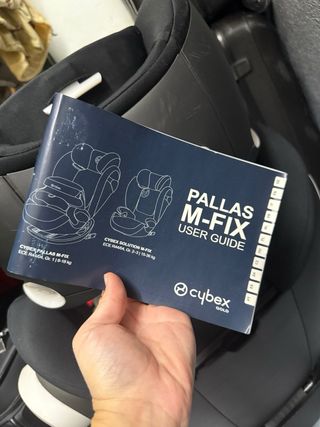 PALLAS
M-FIX
USER GUIDE
CYBEX PALLAS M-FIX
ECE R44/04, Gr. 1 | 9-18 kg
CYBEX SOLUTION M-FIX
ECE R44/04, Gr. 2-3 | 15-36 kg
cybex
GOLD